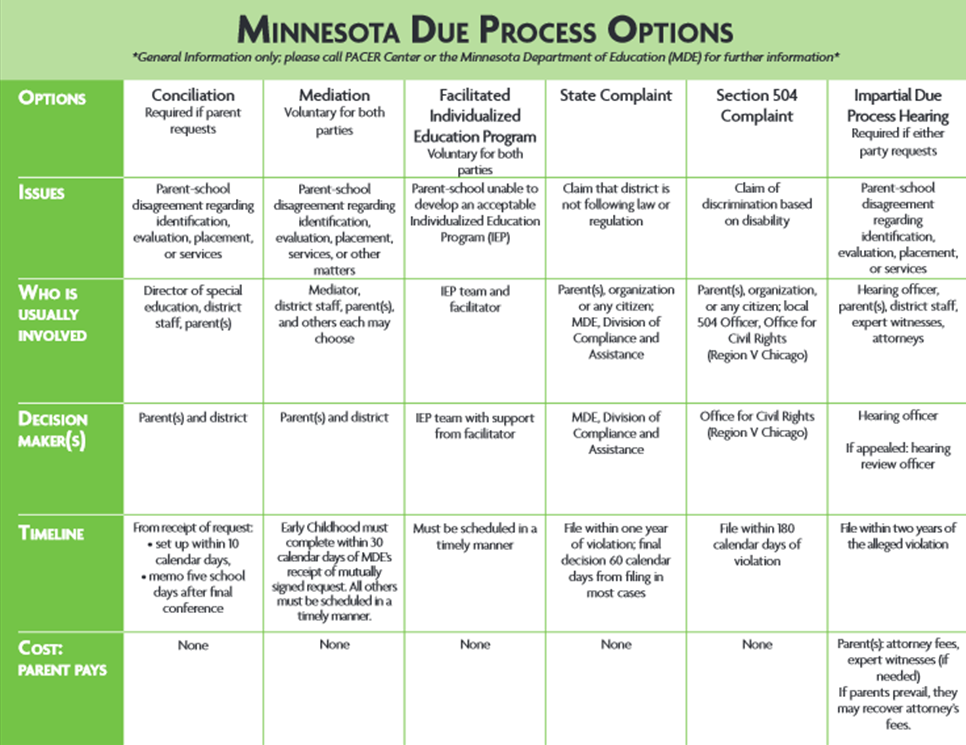 MINNESOTA DUE PROCESS OPTIONS
*General Information only; please call PACER Center or the Minnesota Department of Education (MDE) for further information*
OPTIONS
Conciliation
Required if parent
requests
Mediation
Voluntary for both
parties
Facilitated
Individualized
Education Program
Voluntary for both
parties
State Complaint
Section 504
Complaint
Impartial Due
Process Hearing
Required if either
party requests
ISSUES
Parent-school
disagreement regarding
identification,
evaluation, placement,
or services
Parent-school
disagreement regarding
identification,
evaluation, placement,
services, or other
matters
Parent-school unable to
develop an acceptable
Individualized Education
Program (IEP)
Claim that district is
not following law or
regulation
Claim of
discrimination based
on disability
Parent-school
disagreement
regarding
identification,
evaluation, placement,
or services
WHO IS
USUALLY
INVOLVED
Director of special
education, district
staff, parent(s)
Mediator,
district staff, parent(s),
and others each may
choose
IEP team and
facilitator
Parent(s), organization
or any citizen;
MDE, Division of
Compliance and
Assistance
Parent(s), organization,
or any citizen; local
504 Officer, Office for
Civil Rights
(Region V Chicago)
Hearing officer,
parent(s), district staff,
expert witnesses,
attorneys
DECISION
MAKER(S)
Parent(s) and district
Parent(s) and district
IEP team with support
from facilitator
MDE, Division of
Compliance and
Assistance
Office for Civil Rights
(Region V Chicago)
Hearing officer
If appealed: hearing
review officer
TIMELINE
From receipt of request:
• set up within 10
calendar days,
• memo five school
days after final
conference
Early Childhood must
complete within 30
calendar days of MDE's
receipt of mutually
signed request. All others
must be scheduled in a
timely manner.
Must be scheduled in a
timely manner
File within one year
of violation; final
decision 60 calendar
days from filing in
most cases
File within 180
calendar days of
violation
File within two years of
the alleged violation
COST:
PARENT PAYS
None
None
None
None
None
Parent(s): attorney fees,
expert witnesses (if
needed)
If parents prevail, they
may recover attorney's
fees.